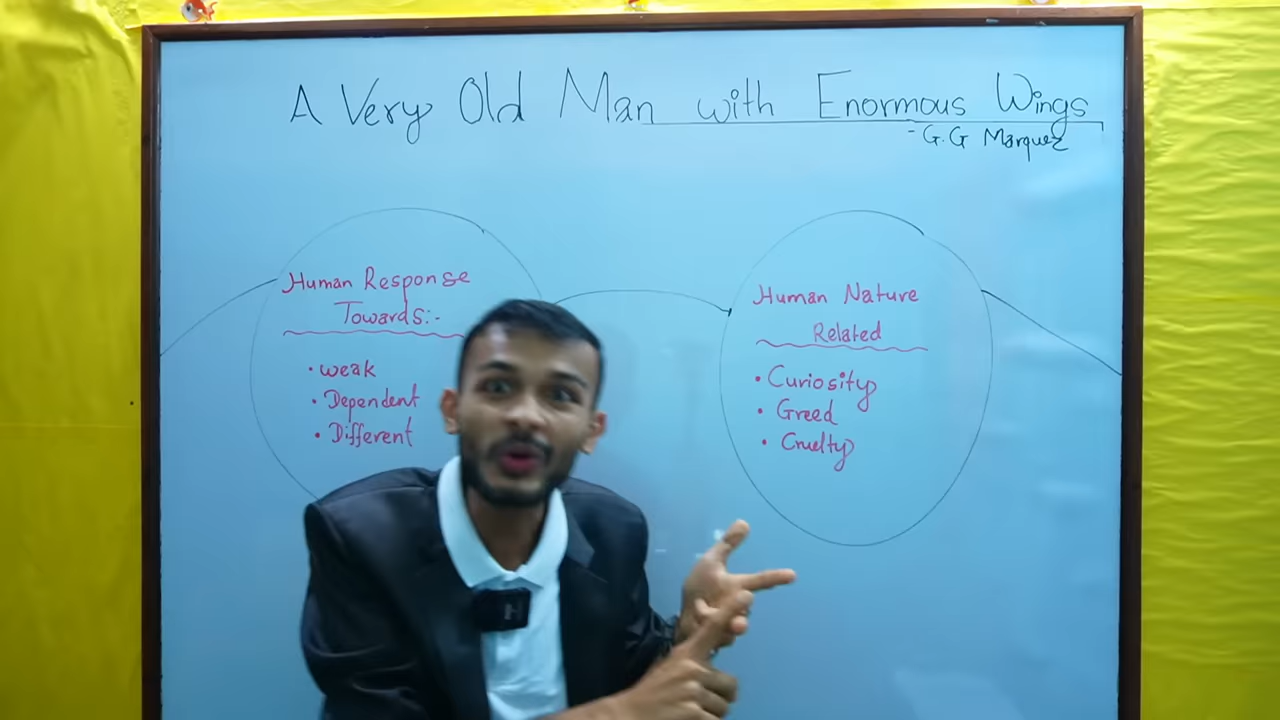 A Very Old Man with Enormous Wings
- G.G Marquez
Human Response
Towards:-
• weak
• Dependent
• Different
Human Nature
Related
• Curiosity
• Greed
• Cruelty